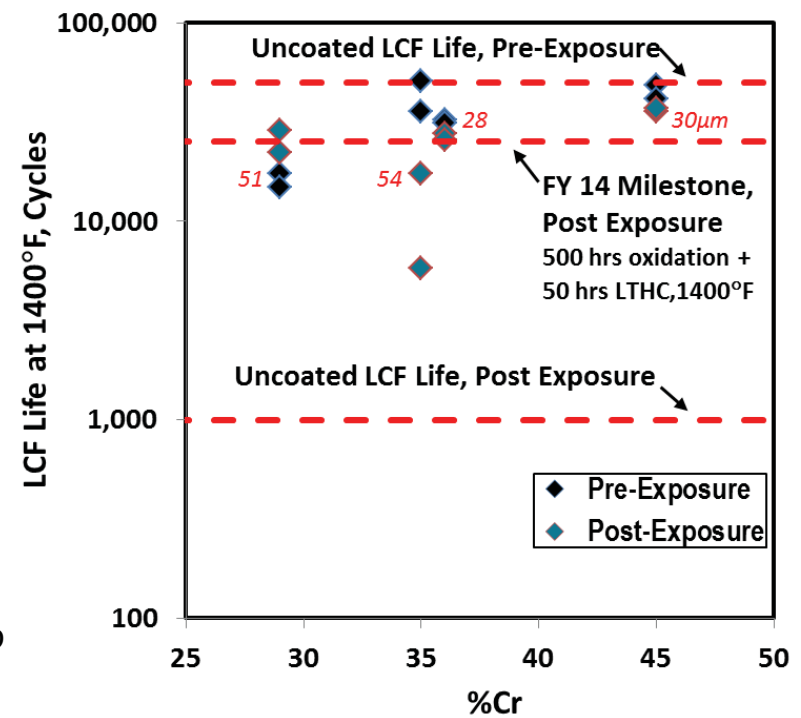 100,000
Uncoated LCF Life, Pre-Exposure
28
30µm
51
54
FY 14 Milestone,
Post Exposure
500 hrs oxidation +
50 hrs LTHC,1400°F
10,000
Uncoated LCF Life, Post Exposure
1,000
Pre-Exposure
Post-Exposure
100
25
30
35
40
45
50
%Cr
LCF Life at 1400°F, Cycles